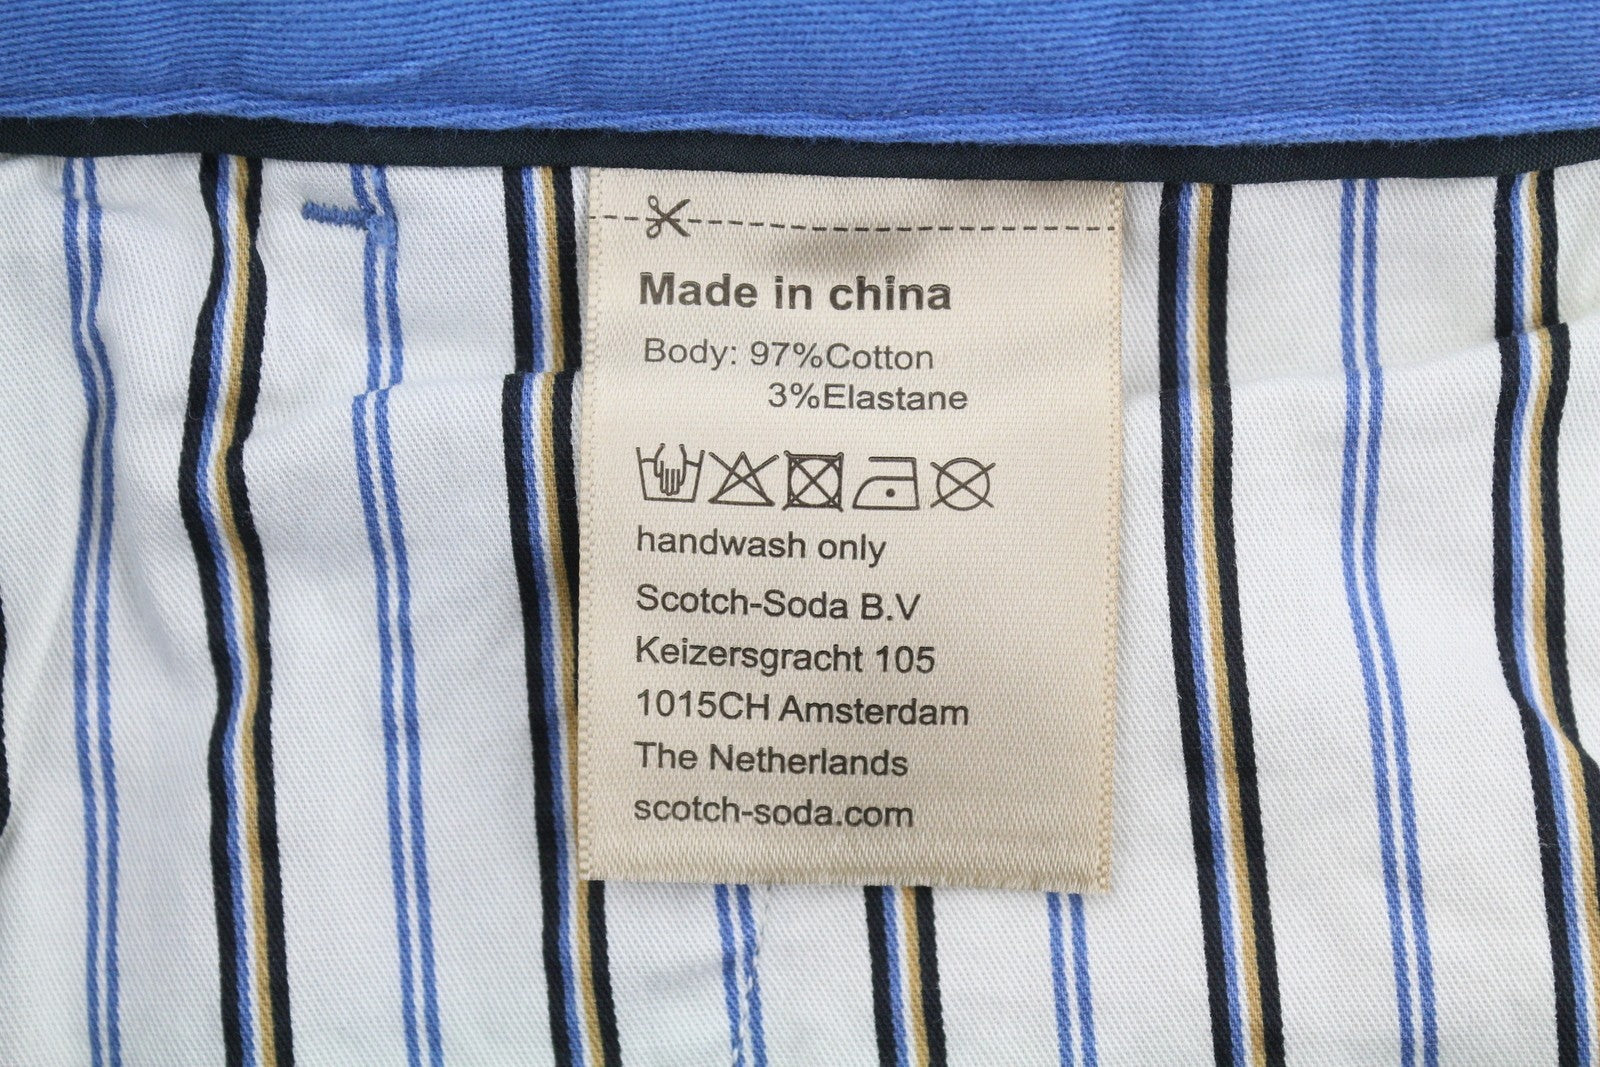 Made in china
Body: 97%Cotton
3%Elastane
handwash only
Scotch-Soda B.V
Keizersgracht 105
1015CH Amsterdam
The Netherlands
scotch-soda.com